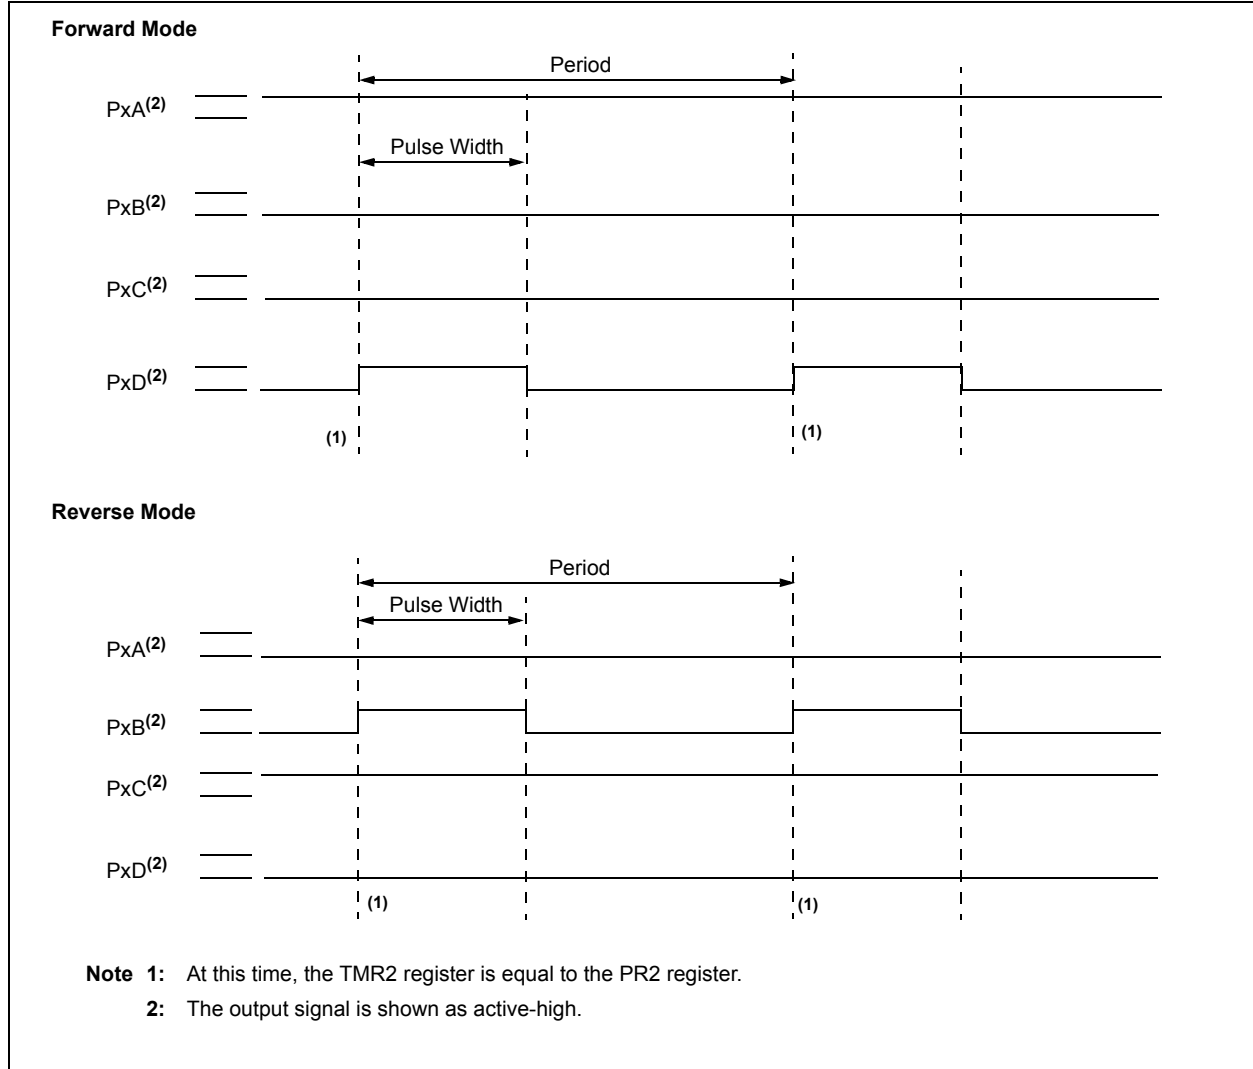 Forward Mode
Period
PxA(2)
Pulse Width
PxB(2)
PxC(2)
PxD(2)
(1)
(1)
Reverse Mode
Period
Pulse Width
PxA(2)
PxB(2)
PxC(2)
PxD(2)
(1)
(1)
Note 1: At this time, the TMR2 register is equal to the PR2 register.
2: The output signal is shown as active-high.